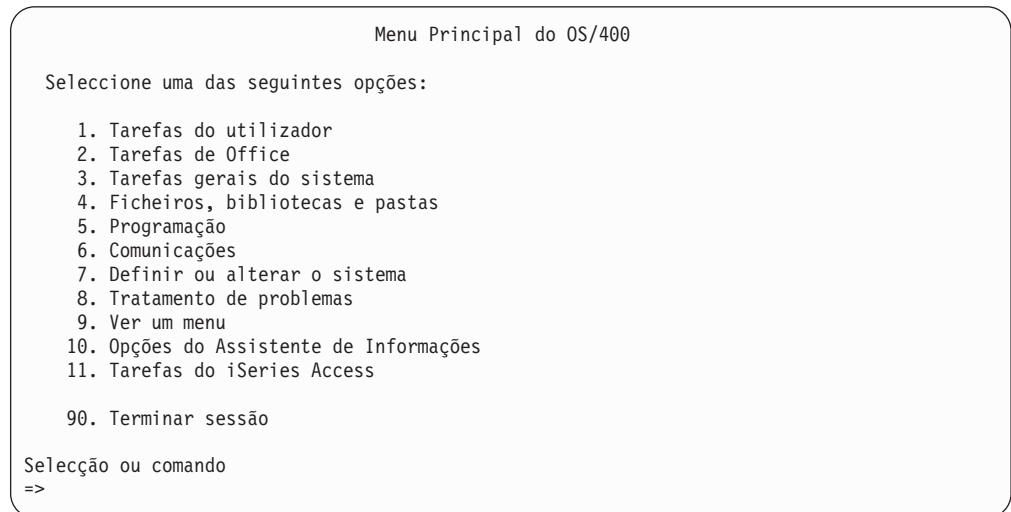 Menu Principal do OS/400
Seleccione uma das seguintes opções:
1. Tarefas do utilizador
2. Tarefas de Office
3. Tarefas gerais do sistema
4. Ficheiros, bibliotecas e pastas
5. Programação
6. Comunicações
7. Definir ou alterar o sistema
8. Tratamento de problemas
9. Ver um menu
10. Opções do Assistente de Informações
11. Tarefas do iSeries Access
90. Terminar sessão
Selecção ou comando
=>